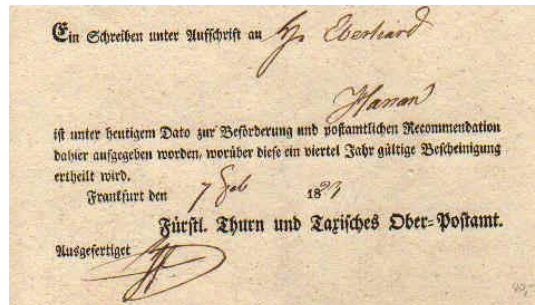 Ein Schreiben unter Aufschrift an Hr Eberhard
Hanau
ist unter heutigem Dato zur Beförderung und postamtlichen Recommendation
dahier aufgegeben worden, worüber diese ein viertel Jahr gültige Bescheinigung
ertheilt wird.
Frankfurt den 7 Feb 182
Fürstl. Thurn und Taxisches Ober-Postamt.
Ausgefertiget